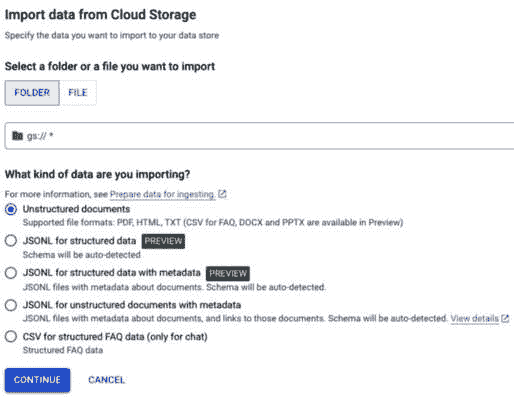 Import data from Cloud Storage
Specify the data you want to import to your data store
Select a folder or a file you want to import
FOLDER FILE
gs:// *
What kind of data are you importing?
For more information, see Prepare data for ingesting.
Unstructured documents
Supported file formats: PDF, HTML, TXT (CSV for FAQ, DOCX and PPTX are available in Preview)
JSONL for structured data PREVIEW
Schema will be auto-detected
JSONL for structured data with metadata PREVIEW
JSONL files with metadata about documents. Schema will be auto-detected.
JSONL for unstructured documents with metadata
JSONL files with metadata about documents, and links to those documents. Schema will be auto-detected. View details
CSV for structured FAQ data (only for chat)
Structured FAQ data
CONTINUE CANCEL